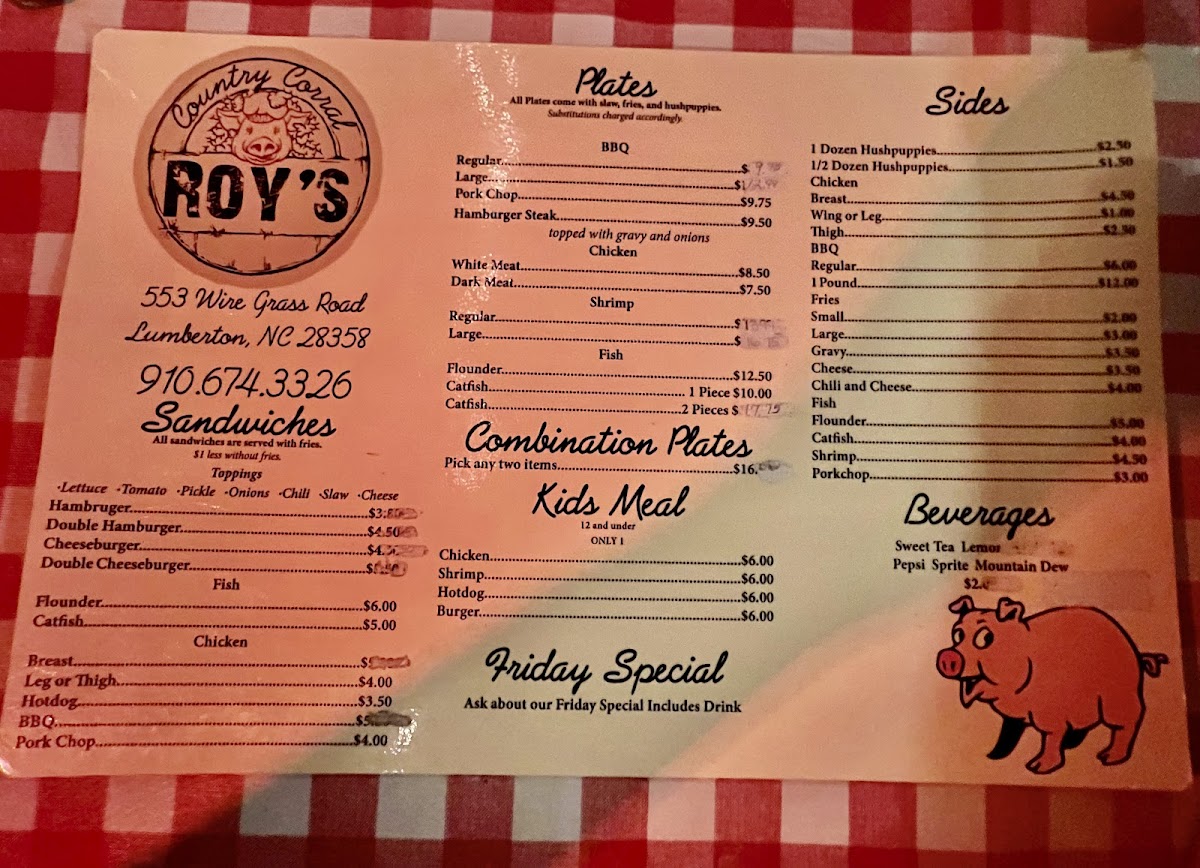 Country Corral
ROY'S
553 Wire Grass Road
Lumberton, NC 28358
910.674.3326
Sandwiches
All sandwiches are served with fries.
$1 less without fries.
Toppings
·Lettuce ·Tomato ·Pickle ·Onions ·Chili ·Slaw ·Cheese
Hambruger
Double Hamburger
Cheeseburger
Double Cheeseburger
Fish
Flounder $6.00
Catfish $5.00
Chicken
Breast
Leg or Thigh $4.00
Hotdog $3.50
BBQ
Pork Chop $4.00
Plates
All Plates come with slaw, fries, and hushpuppies.
Substitutions charged accordingly.
BBQ
Regular
Large
Pork Chop $9.75
Hamburger Steak $9.50
topped with gravy and onions
Chicken
White Meat $8.50
Dark Meat $7.50
Shrimp
Regular
Large
Fish
Flounder $12.50
Catfish 1 Piece $10.00
Catfish 2 Pieces
Combination Plates
Pick any two items
Kids Meal
12 and under
ONLY 1
Chicken $6.00
Shrimp $6.00
Hotdog $6.00
Burger $6.00
Friday Special
Ask about our Friday Special Includes Drink
Sides
1 Dozen Hushpuppies $2.50
1/2 Dozen Hushpuppies $1.50
Chicken
Breast $4.50
Wing or Leg $1.00
Thigh $2.50
BBQ
Regular $6.00
1 Pound $12.00
Fries
Small $2.00
Large $3.00
Gravy $3.50
Cheese $3.50
Chili and Cheese $4.00
Fish
Flounder $5.00
Catfish $4.00
Shrimp $4.50
Porkchop $3.00
Beverages
Sweet Tea
Pepsi Sprite Mountain Dew